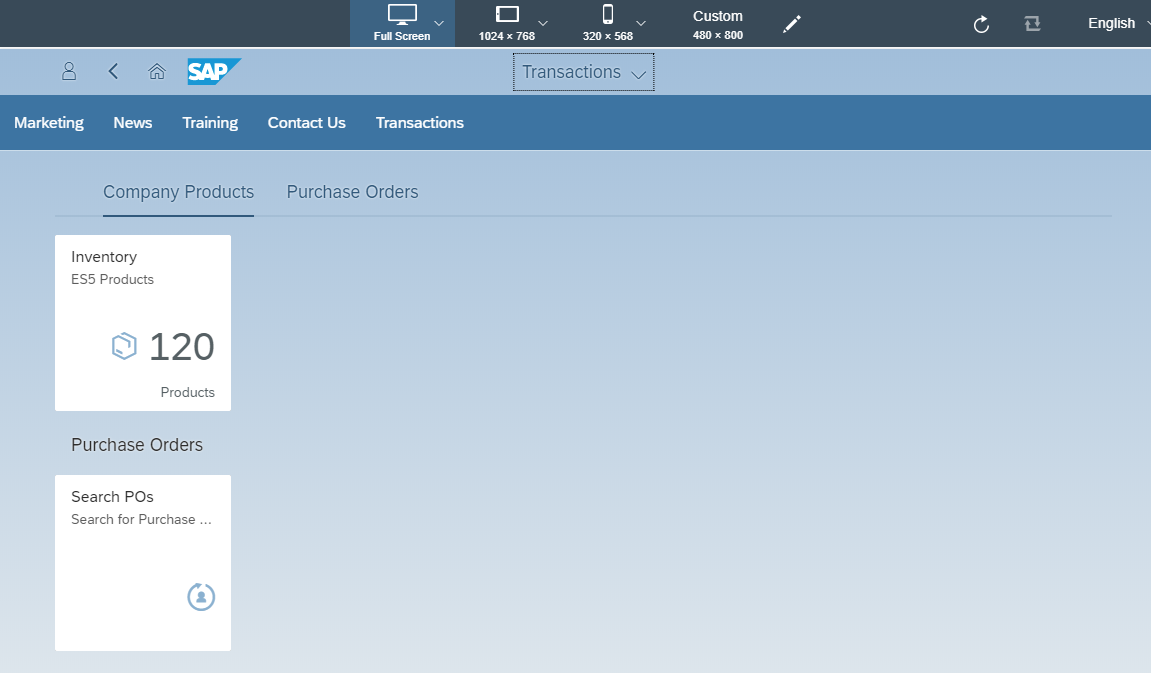 Full Screen
1024 × 768
320 × 568
Custom
480 × 800
English
SAP
Transactions
Marketing News Training Contact Us Transactions
Company Products Purchase Orders
Inventory
ES5 Products
120
Products
Purchase Orders
Search POs
Search for Purchase ...